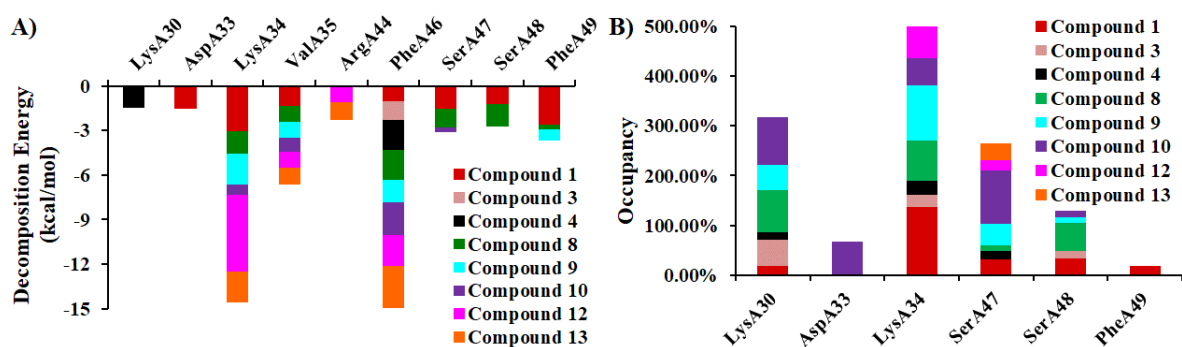 A)
LysA30
AspA33
LysA34
ValA35
ArgA44
PheA46
SerA47
SerA48
PheA49
Decomposition Energy
(kcal/mol)
0
-3
-6
-9
-12
-15
Compound 1
Compound 3
Compound 4
Compound 8
Compound 9
Compound 10
Compound 12
Compound 13
B)
Occupancy
500.00%
400.00%
300.00%
200.00%
100.00%
0.00%
Compound 1
Compound 3
Compound 4
Compound 8
Compound 9
Compound 10
Compound 12
Compound 13
LysA30
AspA33
LysA34
SerA47
SerA48
PheA49